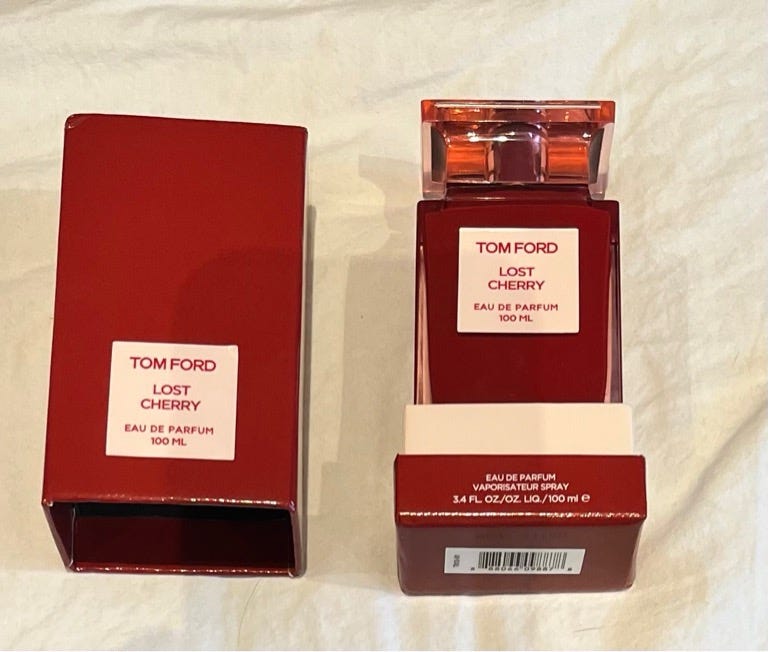 TOM FORD
LOST
CHERRY
EAU DE PARFUM
100 ML
TOM FORD
LOST
CHERRY
EAU DE PARFUM
100 ML
EAU DE PARFUM
VAPORISATEUR SPRAY
3.4 FL. OZ./OZ. LIQ./100 ml ℮